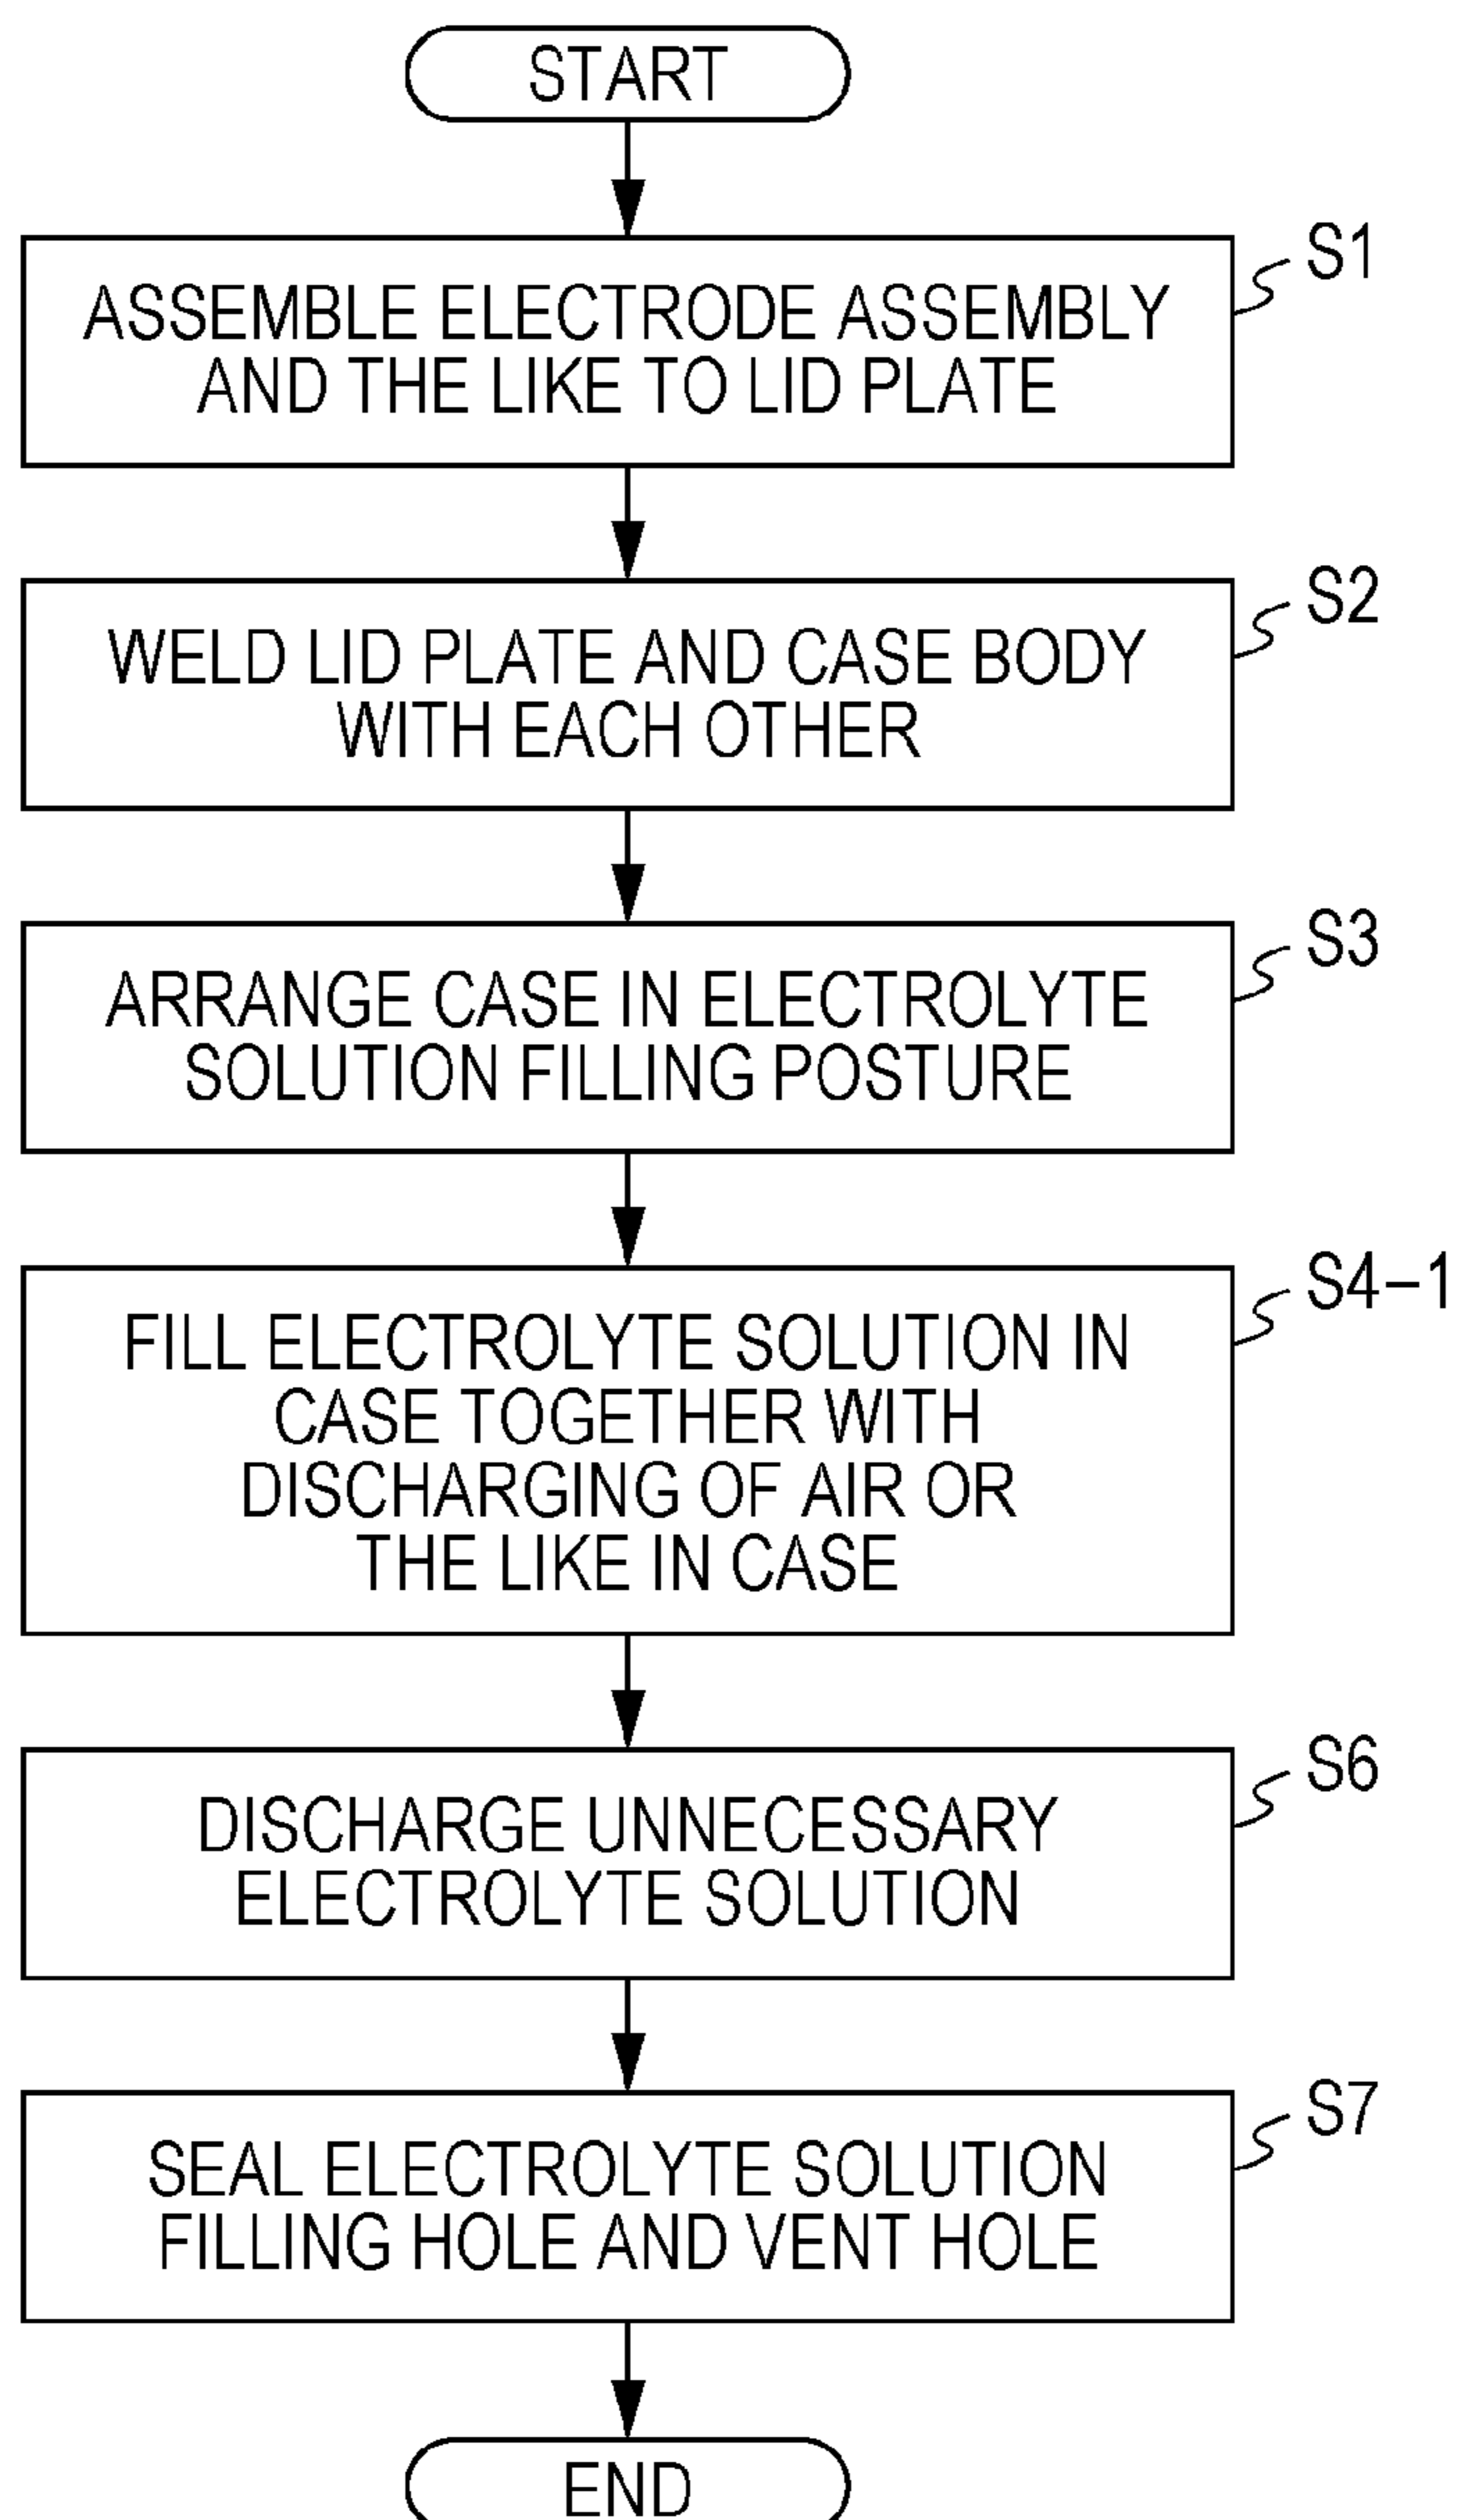 START
S1
ASSEMBLE ELECTRODE ASSEMBLY
AND THE LIKE TO LID PLATE
S2
WELD LID PLATE AND CASE BODY
WITH EACH OTHER
S3
ARRANGE CASE IN ELECTROLYTE
SOLUTION FILLING POSTURE
S4-1
FILL ELECTROLYTE SOLUTION IN
CASE TOGETHER WITH
DISCHARGING OF AIR OR
THE LIKE IN CASE
S6
DISCHARGE UNNECESSARY
ELECTROLYTE SOLUTION
S7
SEAL ELECTROLYTE SOLUTION
FILLING HOLE AND VENT HOLE
END